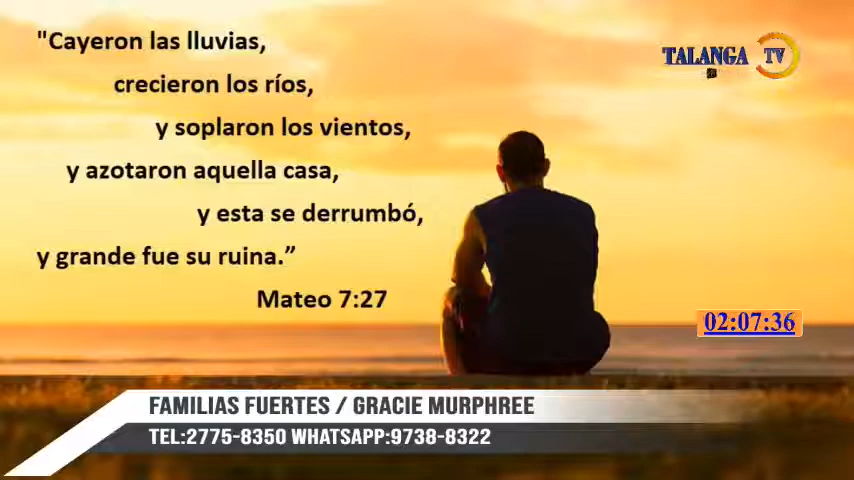 "Cayeron las lluvias,
crecieron los ríos,
y soplaron los vientos,
y azotaron aquella casa,
y esta se derrumbó,
y grande fue su ruina.”
Mateo 7:27
TALANGA TV
02:07:36
FAMILIAS FUERTES / GRACIE MURPHREE
TEL:2775-8350 WHATSAPP:9738-8322